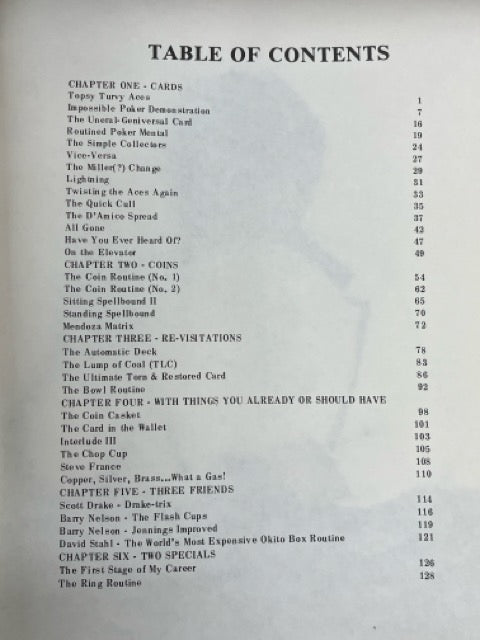 TABLE OF CONTENTS
CHAPTER ONE - CARDS
Topsy Turvy Aces 1
Impossible Poker Demonstration 7
The Uneral-Geniversal Card 16
Routined Poker Mental 19
The Simple Collectors 24
Vice-Versa 27
The Miller(?) Change 29
Lightning 31
Twisting the Aces Again 33
The Quick Cull 35
The D'Amico Spread 37
All Gone 43
Have You Ever Heard Of? 47
On the Elevator 49
CHAPTER TWO - COINS
The Coin Routine (No. 1) 54
The Coin Routine (No. 2) 62
Sitting Spellbound II 65
Standing Spellbound 70
Mendoza Matrix 72
CHAPTER THREE - RE-VISITATIONS
The Automatic Deck 78
The Lump of Coal (TLC) 83
The Ultimate Torn & Restored Card 86
The Bowl Routine 92
CHAPTER FOUR - WITH THINGS YOU ALREADY OR SHOULD HAVE
The Coin Casket 98
The Card in the Wallet 101
Interlude III 103
The Chop Cup 105
Steve France 108
Copper, Silver, Brass...What a Gas! 110
CHAPTER FIVE - THREE FRIENDS
Scott Drake - Drake-trix 114
Barry Nelson - The Flash Cups 116
Barry Nelson - Jennings Improved 119
David Stahl - The World's Most Expensive Okito Box Routine 121
CHAPTER SIX - TWO SPECIALS
The First Stage of My Career 126
The Ring Routine 128